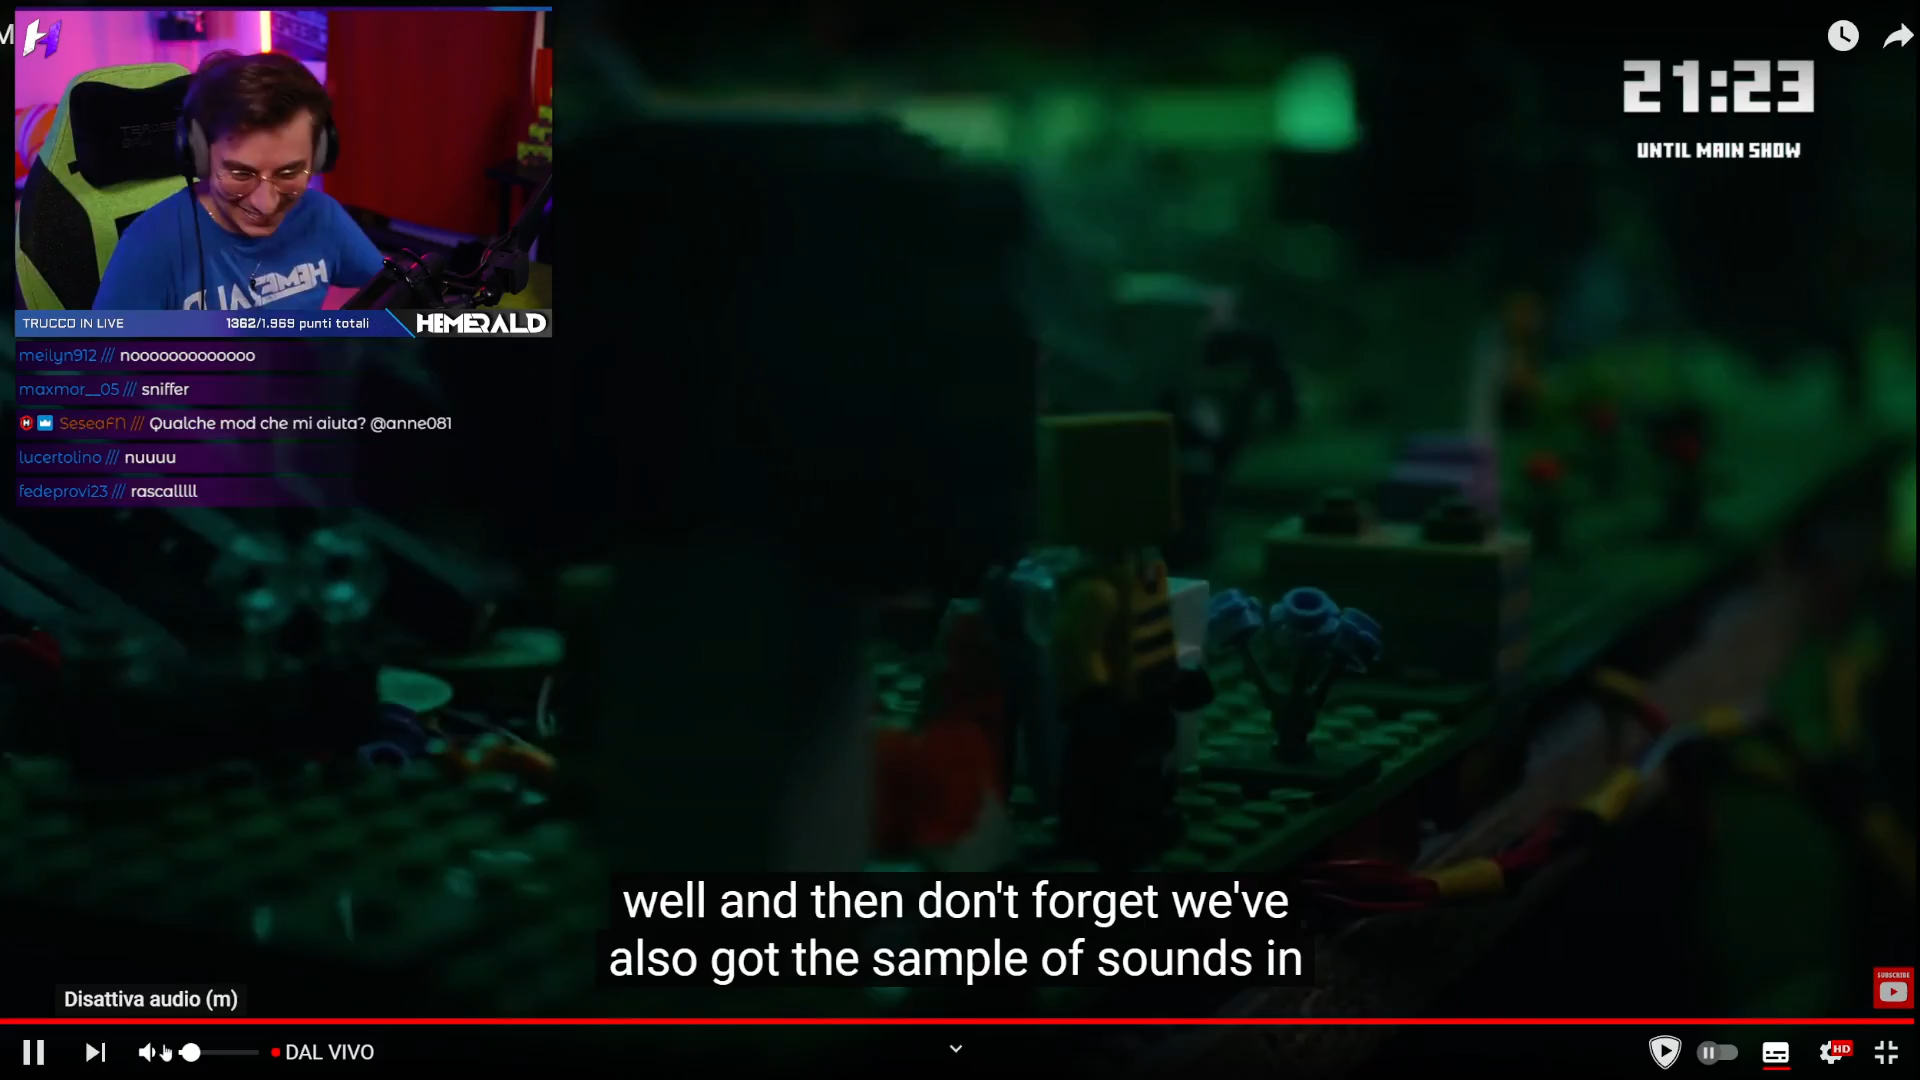 21:23
UNTIL MAIN SHOW
TRUCCO IN LIVE
1362/1.969 punti totali
HEMERALD
meilyn912 /// nooooooooooooo
maxmor__05 /// sniffer
SeseaFN /// Qualche mod che mi aiuta? @anne081
lucertolino /// nuuuu
fedeprovi23 /// rascalllll
well and then don't forget we've
also got the sample of sounds in
Disattiva audio (m)
SUBSCRIBE
DAL VIVO
HD